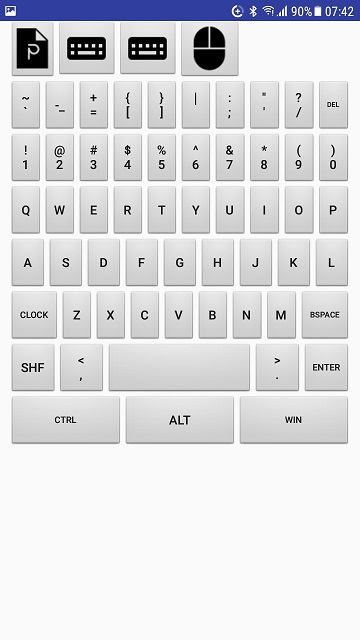 90% 07:42
P
~ _ + { } | : " ? DEL
` – = [ ] ; ' /
! @ # $ % ^ & * ( )
1 2 3 4 5 6 7 8 9 0
Q W E R T Y U I O P
A S D F G H J K L
CLOCK Z X C V B N M BSPACE
SHF < > ENTER
, .
CTRL ALT WIN